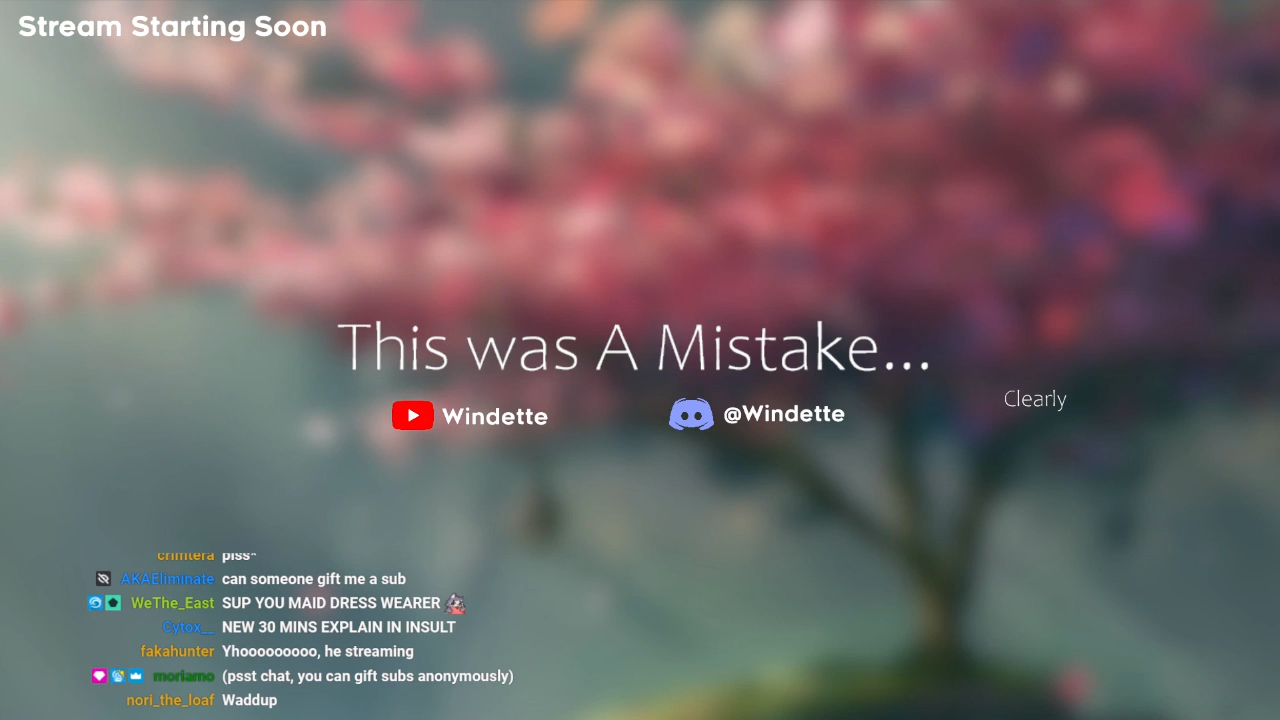 Stream Starting Soon
This was A Mistake...
Clearly
Windette
@Windette
crimtera piss*
AKAEliminate can someone gift me a sub
WeThe_East SUP YOU MAID DRESS WEARER
Cytox__ NEW 30 MINS EXPLAIN IN INSULT
fakahunter Yhooooooooo, he streaming
moriamo (psst chat, you can gift subs anonymously)
nori_the_loaf Waddup